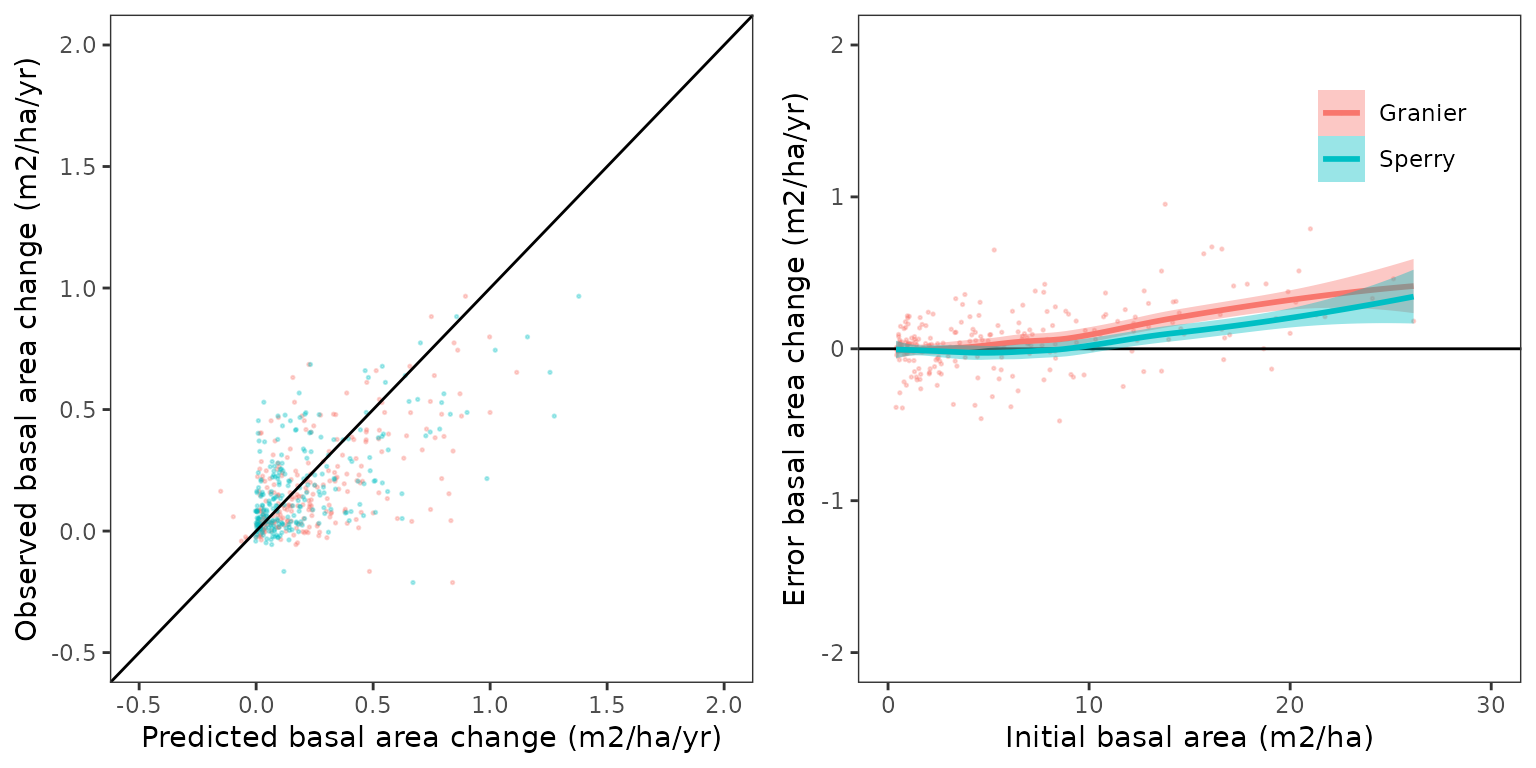 Observed basal area change (m2/ha/yr)
2.0
1.5
1.0
0.5
0.0
-0.5
-0.5 0.0 0.5 1.0 1.5 2.0
Predicted basal area change (m2/ha/yr)
Error basal area change (m2/ha/yr)
2
1
0
-1
-2
Granier
Sperry
0 10 20 30
Initial basal area (m2/ha)